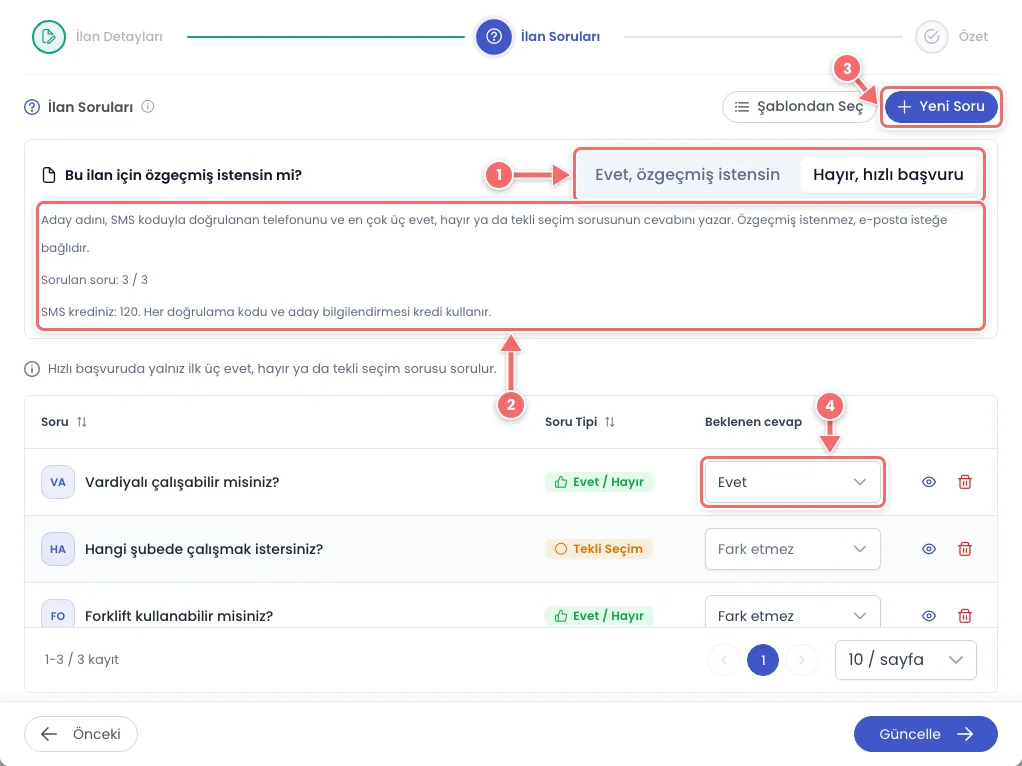 İlan Detayları
İlan Soruları
Özet
3
İlan Soruları
Şablondan Seç
Yeni Soru
Bu ilan için özgeçmiş istensin mi?
1
Evet, özgeçmiş istensin
Hayır, hızlı başvuru
Aday adını, SMS koduyla doğrulanan telefonunu ve en çok üç evet, hayır ya da tekli seçim sorusunun cevabını yazar. Özgeçmiş istenmez, e-posta isteğe
bağlıdır.
Sorulan soru: 3 / 3
SMS krediniz: 120. Her doğrulama kodu ve aday bilgilendirmesi kredi kullanır.
Hızlı başvuruda yalnız ilk üç evet, hayır ya da tekli seçim sorusu sorulur.
2
4
Soru
Soru Tipi
Beklenen cevap
VA
Vardiyalı çalışabilir misiniz?
Evet / Hayır
Evet
HA
Hangi şubede çalışmak istersiniz?
Tekli Seçim
Fark etmez
FO
Forklift kullanabilir misiniz?
Evet / Hayır
Fark etmez
1-3 / 3 kayıt
1
10 / sayfa
Önceki
Güncelle